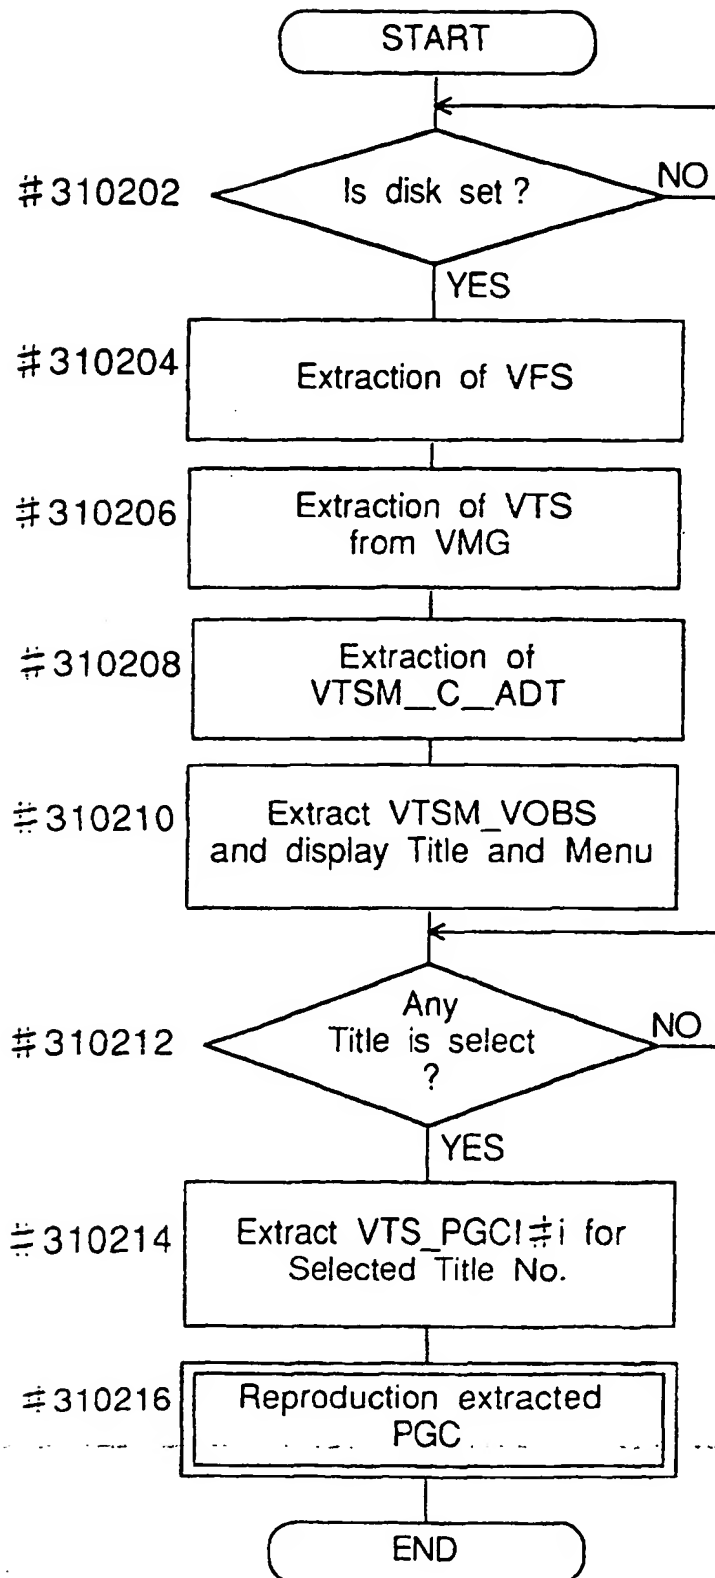 START
#310202
Is disk set ?
NO
YES
#310204
Extraction of VFS
#310206
Extraction of VTS
from VMG
#310208
Extraction of
VTSM__C__ADT
#310210
Extract VTSM_VOBS
and display Title and Menu
#310212
Any
Title is select
?
NO
YES
#310214
Extract VTS_PGCI#i for
Selected Title No.
#310216
Reproduction extracted
PGC
END